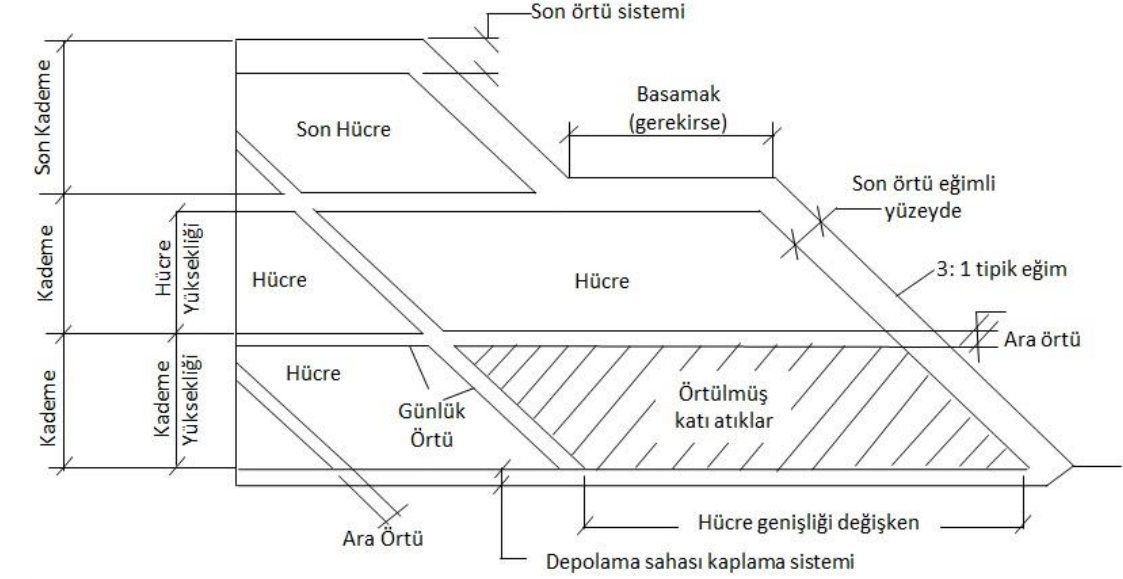 Son örtü sistemi
Basamak
(gerekirse)
Son Kademe
Son Hücre
Son örtü eğimli
yüzeyde
Kademe
Hücre
Yüksekliği
Hücre
Hücre
3: 1 tipik eğim
Ara örtü
Kademe
Kademe
Yüksekliği
Hücre
Günlük
Örtü
Örtülmüş
katı atıklar
Ara Örtü
Hücre genişliği değişken
Depolama sahası kaplama sistemi